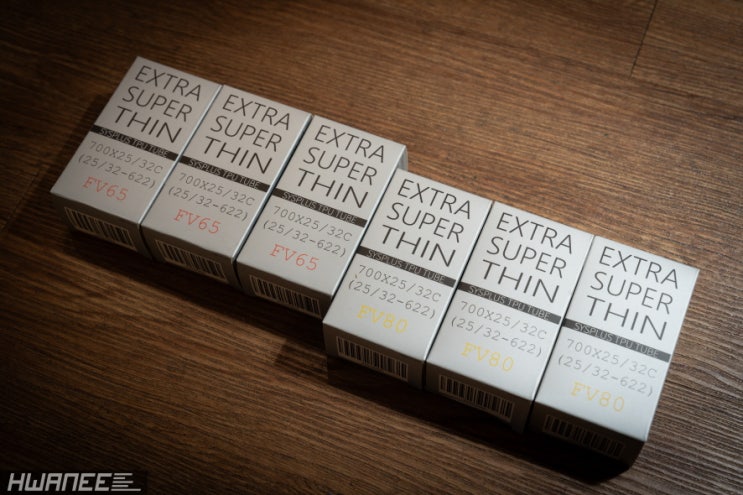 EXTRA
SUPER
THIN
SYSPLUS TPU TUBE
700X25/32C
(25/32-622)
FV65
EXTRA
SUPER
THIN
SYSPLUS TPU TUBE
700X25/32C
(25/32-622)
FV65
EXTRA
SUPER
THIN
SYSPLUS TPU TUBE
700X25/32C
(25/32-622)
FV65
EXTRA
SUPER
THIN
SYSPLUS TPU TUBE
700X25/32C
(25/32-622)
FV80
EXTRA
SUPER
THIN
SYSPLUS TPU TUBE
700X25/32C
(25/32-622)
FV80
EXTRA
SUPER
THIN
SYSPLUS TPU TUBE
700X25/32C
(25/32-622)
FV80
HWANEE